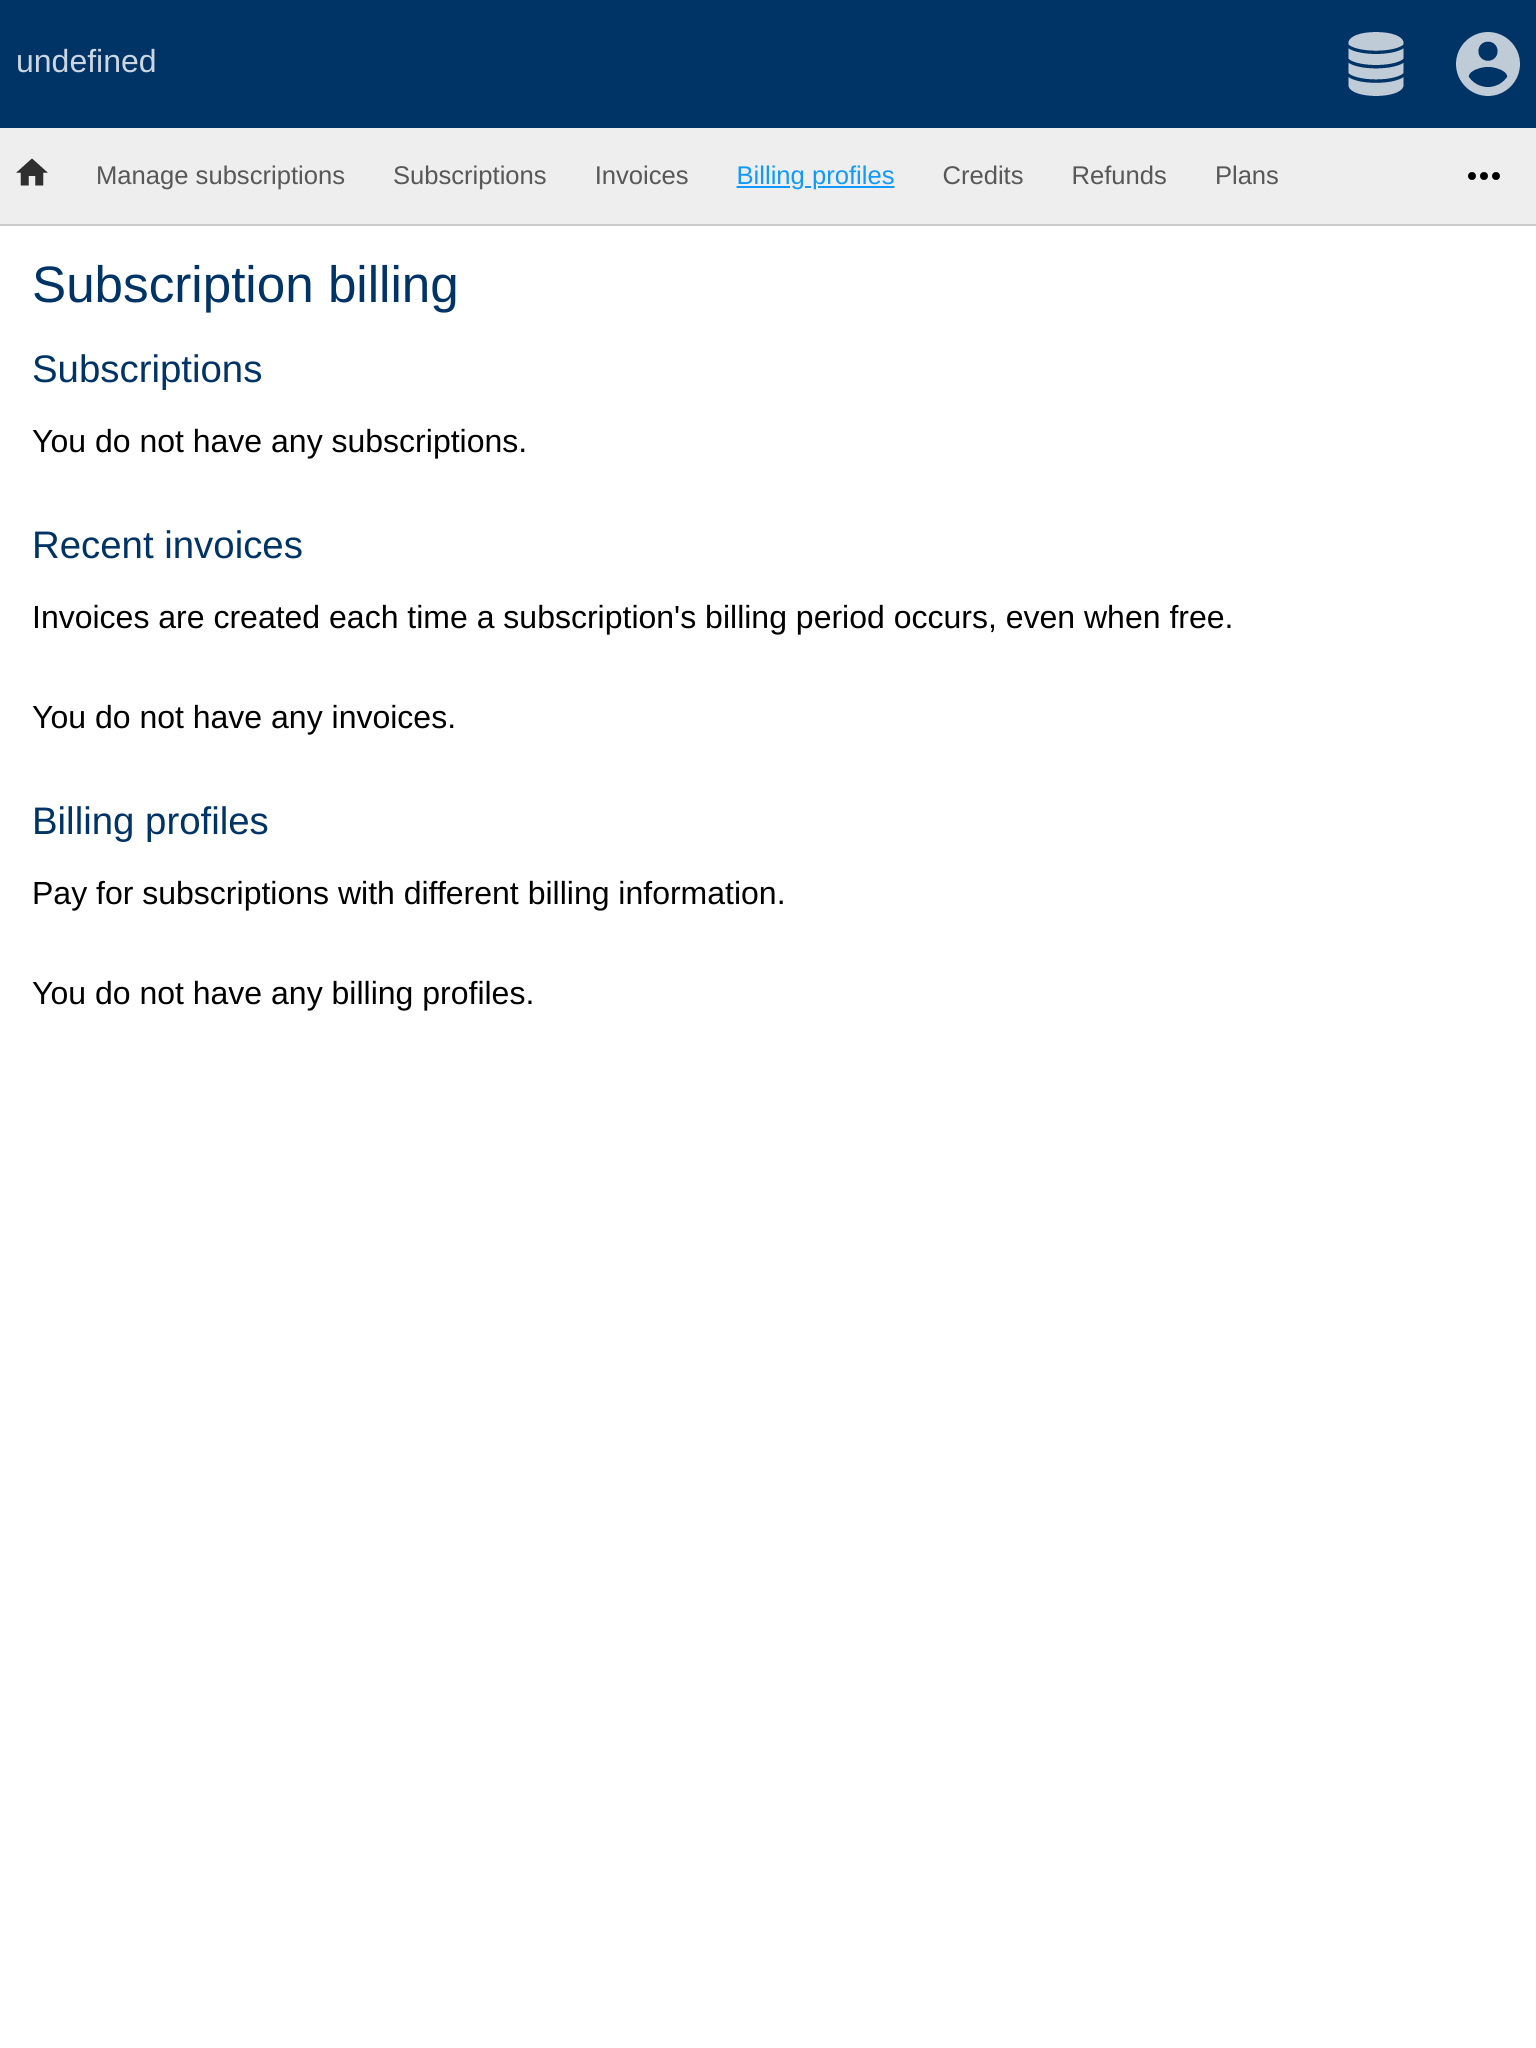 undefined
Manage subscriptions Subscriptions Invoices Billing profiles Credits Refunds Plans
Subscription billing
Subscriptions
You do not have any subscriptions.
Recent invoices
Invoices are created each time a subscription's billing period occurs, even when free.
You do not have any invoices.
Billing profiles
Pay for subscriptions with different billing information.
You do not have any billing profiles.